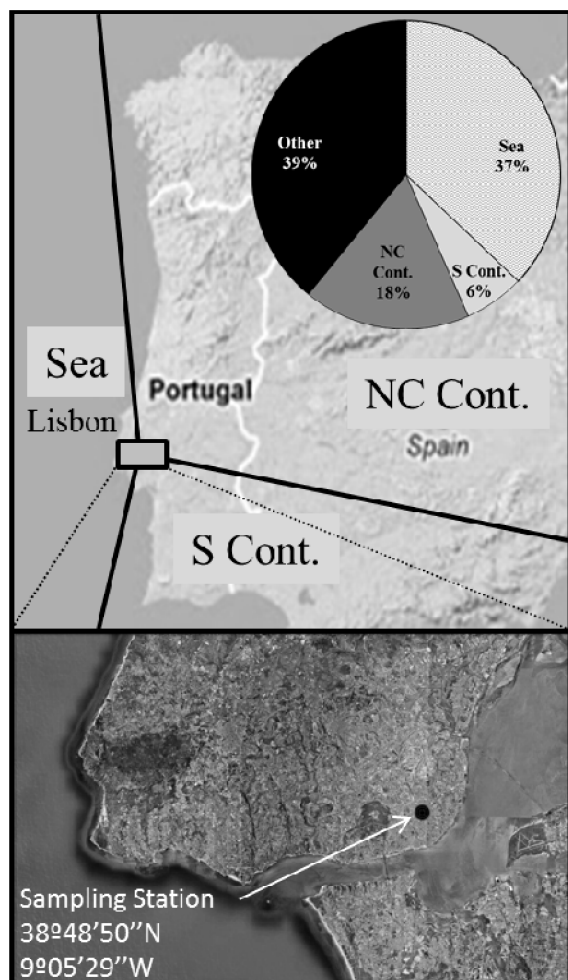 Other
39%
Sea
37%
NC
Cont.
18%
S Cont.
6%
Sea
Portugal
NC Cont.
Lisbon
Spain
S Cont.
Sampling Station
38º48’50’’N
9º05’29’’W